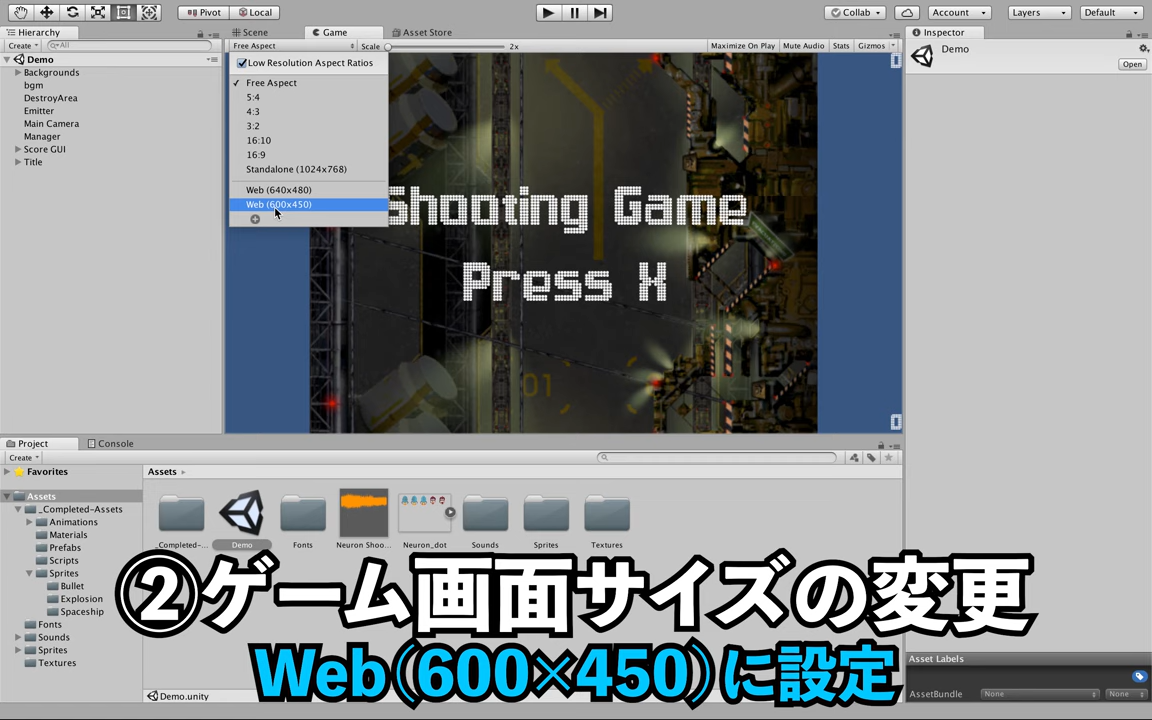 Pivot
Local
Collab
Account
Layers
Default
Hierarchy
Scene
Game
Asset Store
Inspector
Create
All
Free Aspect
Scale
2x
Maximize On Play
Mute Audio
Stats
Gizmos
Demo
Open
Demo
Backgrounds
bgm
DestroyArea
Emitter
Main Camera
Manager
Score GUI
Title
Low Resolution Aspect Ratios
✓ Free Aspect
5:4
4:3
3:2
16:10
16:9
Standalone (1024x768)
Web (640x480)
Web (600x450)
Shooting Game
Press X
01
Project
Console
Create
Favorites
Assets
_Completed-Assets
Animations
Materials
Prefabs
Scripts
Sprites
Bullet
Explosion
Spaceship
Fonts
Sounds
Sprites
Textures
Assets
_Completed-...
Demo
Fonts
Neuron Shoo...
Neuron_dot
Sounds
Sprites
Textures
②ゲーム画面サイズの変更
Web(600×450)に設定
Demo.unity
Asset Labels
AssetBundle
None
None